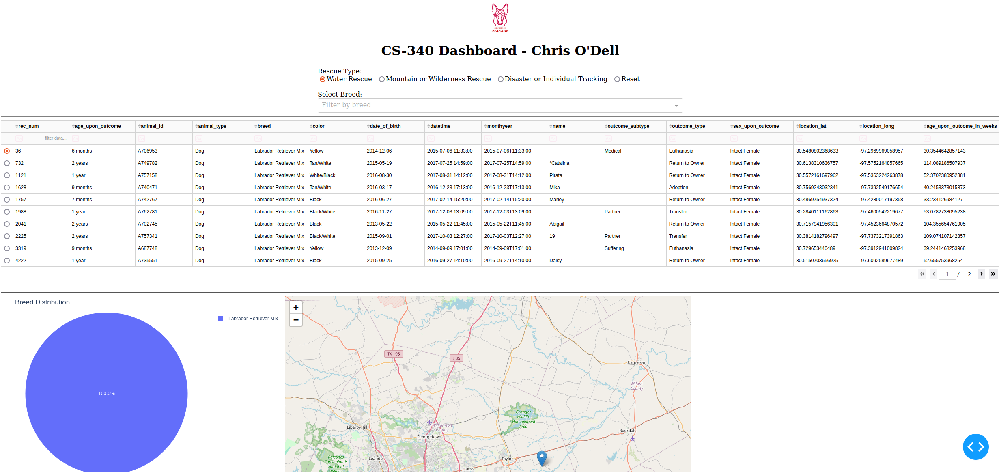 GRAZIOSO
SALVARE
CS-340 Dashboard - Chris O'Dell
Rescue Type:
Water Rescue Mountain or Wilderness Rescue Disaster or Individual Tracking Reset
Select Breed:
Filter by breed
rec_num age_upon_outcome animal_id animal_type breed color date_of_birth datetime monthyear name outcome_subtype outcome_type sex_upon_outcome location_lat location_long age_upon_outcome_in_weeks
Aa filter data... Aa Aa Aa Aa Aa Aa Aa Aa Aa Aa Aa Aa Aa Aa Aa
36 6 months A706953 Dog Labrador Retriever Mix Yellow 2014-12-06 2015-07-06 11:33:00 2015-07-06T11:33:00 Medical Euthanasia Intact Female 30.5480802368633 -97.2969969058957 30.3544642857143
732 2 years A749782 Dog Labrador Retriever Mix Tan/White 2015-05-19 2017-07-25 14:59:00 2017-07-25T14:59:00 *Catalina Return to Owner Intact Female 30.6138310636757 -97.5752164857665 114.089186507937
1121 1 year A757158 Dog Labrador Retriever Mix White/Black 2016-08-30 2017-08-31 14:12:00 2017-08-31T14:12:00 Pirata Return to Owner Intact Female 30.5572161697962 -97.5363224263878 52.3702380952381
1628 9 months A740471 Dog Labrador Retriever Mix Tan/White 2016-03-17 2016-12-23 17:13:00 2016-12-23T17:13:00 Mika Adoption Intact Female 30.7569243032341 -97.7392549176654 40.2453373015873
1757 7 months A742767 Dog Labrador Retriever Mix Black 2016-06-27 2017-02-14 15:20:00 2017-02-14T15:20:00 Marley Return to Owner Intact Female 30.4869754937324 -97.4280017197358 33.234126984127
1988 1 year A762781 Dog Labrador Retriever Mix Black/White 2016-11-27 2017-12-03 13:09:00 2017-12-03T13:09:00 Partner Transfer Intact Female 30.2840111162863 -97.4600542219677 53.0782738095238
2041 2 years A702745 Dog Labrador Retriever Mix Black 2013-05-22 2015-05-22 11:45:00 2015-05-22T11:45:00 Abigail Return to Owner Intact Female 30.7157941956301 -97.4523664870572 104.355654761905
2225 2 years A757341 Dog Labrador Retriever Mix Black/White 2015-09-01 2017-10-03 12:27:00 2017-10-03T12:27:00 19 Partner Transfer Intact Female 30.3814182796497 -97.7373217391863 109.074107142857
3319 9 months A687748 Dog Labrador Retriever Mix Yellow 2013-12-09 2014-09-09 17:01:00 2014-09-09T17:01:00 Suffering Euthanasia Intact Female 30.729653440489 -97.3912941009824 39.2441468253968
4222 1 year A735551 Dog Labrador Retriever Mix Black 2015-09-25 2016-09-27 14:10:00 2016-09-27T14:10:00 Daisy Return to Owner Intact Female 30.5150703656925 -97.6092589677489 52.655753968254
1 / 2
Breed Distribution
Labrador Retriever Mix
100.0%
+
−
TX 195
I 35
Cameron
Milam
County
Granger
Wildlife
Management
Area
Liberty Hill
Williamson
County
Georgetown
Rockdale
Leander
Taylor
Balcones
Canyonlands
National
Wildlife
Hutto